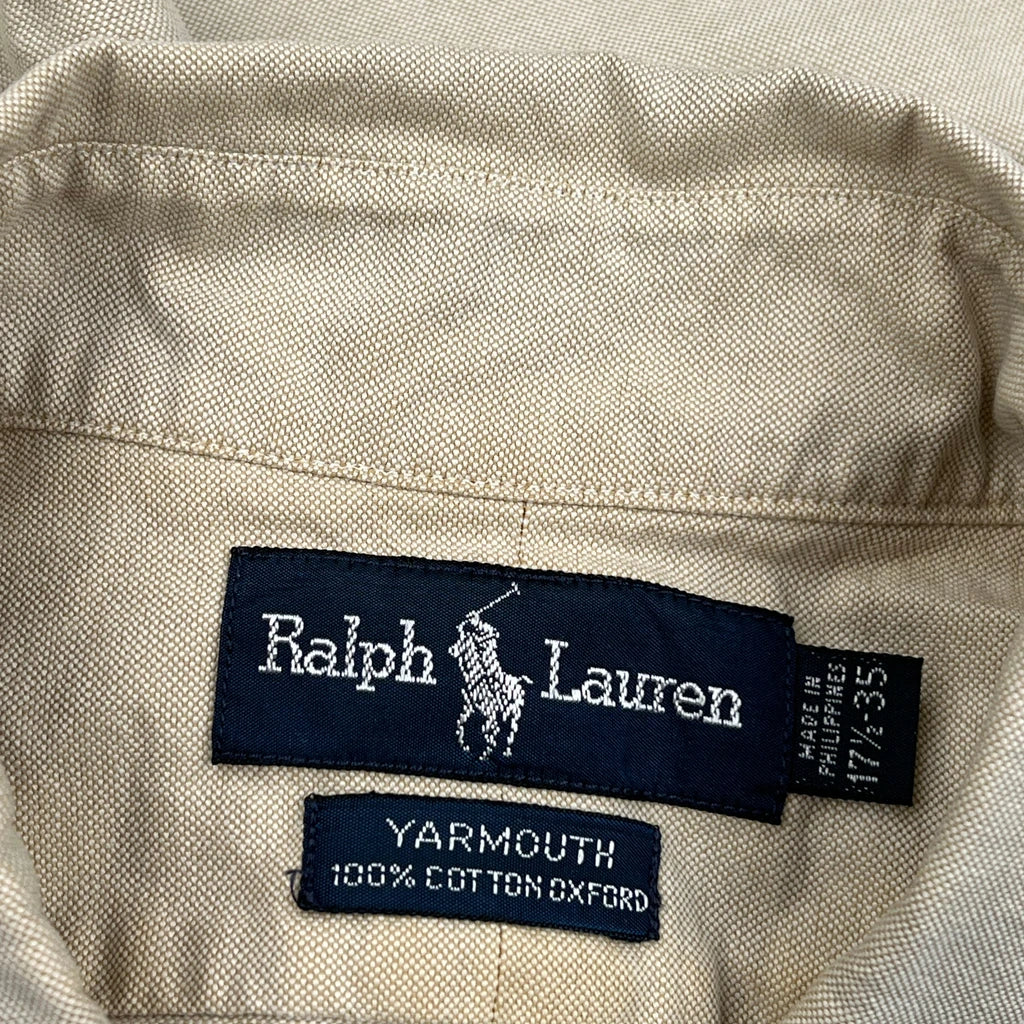 Ralph Lauren
MADE IN
PHILIPPINES
17½-35
YARMOUTH
100% COTTON OXFORD